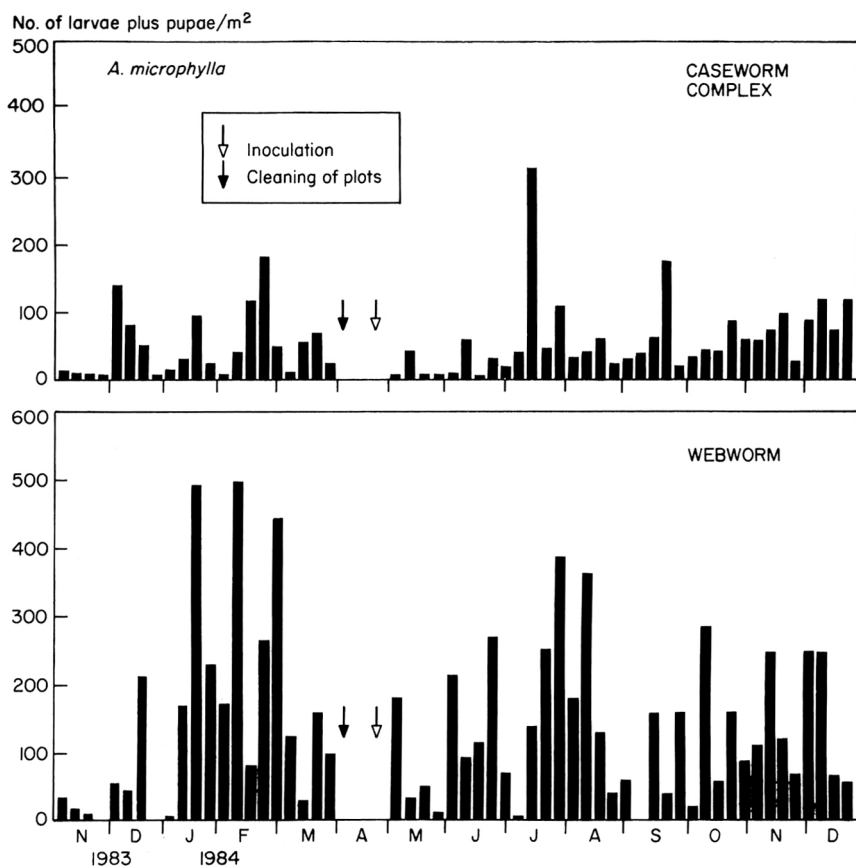 No. of larvae plus pupae/m²
500
A. microphylla
CASEWORM
COMPLEX
400
Inoculation
Cleaning of plots
300
200
100
0
600
WEBWORM
500
400
300
200
100
0
N D J F M A M J J A S O N D
1983 1984